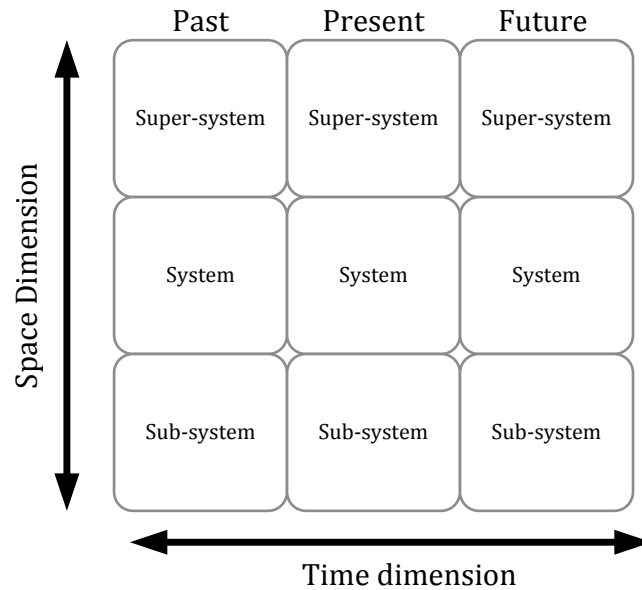 Past Present Future
Super-system Super-system Super-system
Space Dimension
System System System
Sub-system Sub-system Sub-system
Time dimension